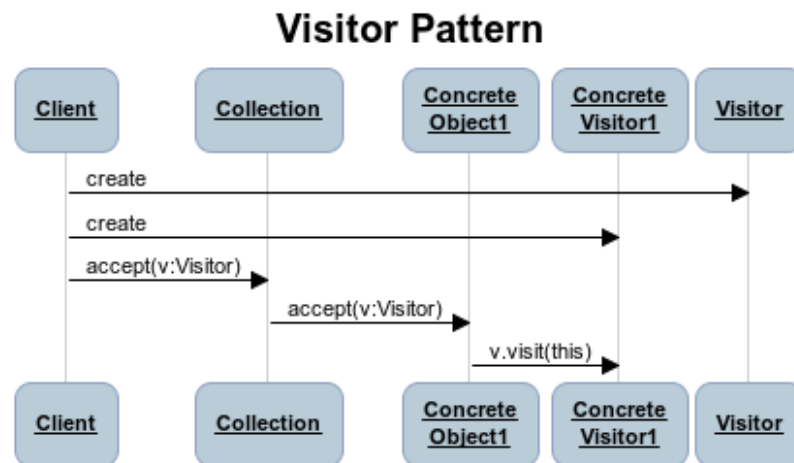 Visitor Pattern
Client
Collection
Concrete
Object1
Concrete
Visitor1
Visitor
create
create
accept(v:Visitor)
accept(v:Visitor)
v.visit(this)
Client
Collection
Concrete
Object1
Concrete
Visitor1
Visitor